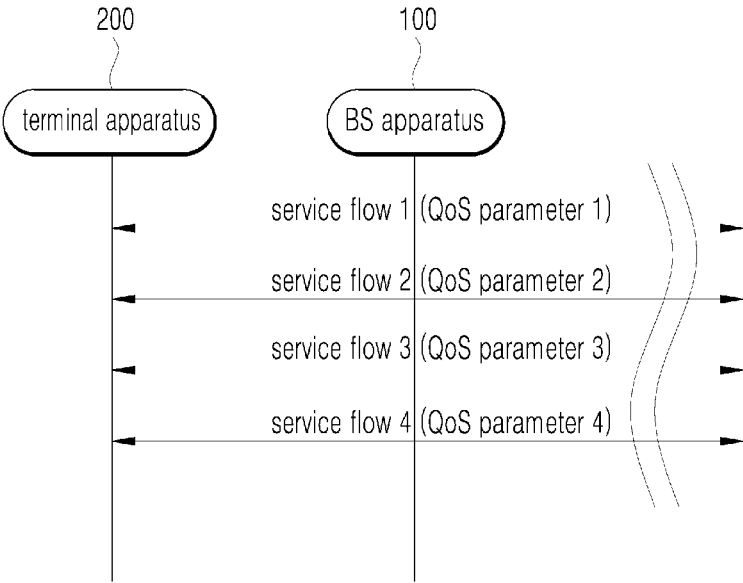 200 100
terminal apparatus BS apparatus
service flow 1 (QoS parameter 1)
service flow 2 (QoS parameter 2)
service flow 3 (QoS parameter 3)
service flow 4 (QoS parameter 4)